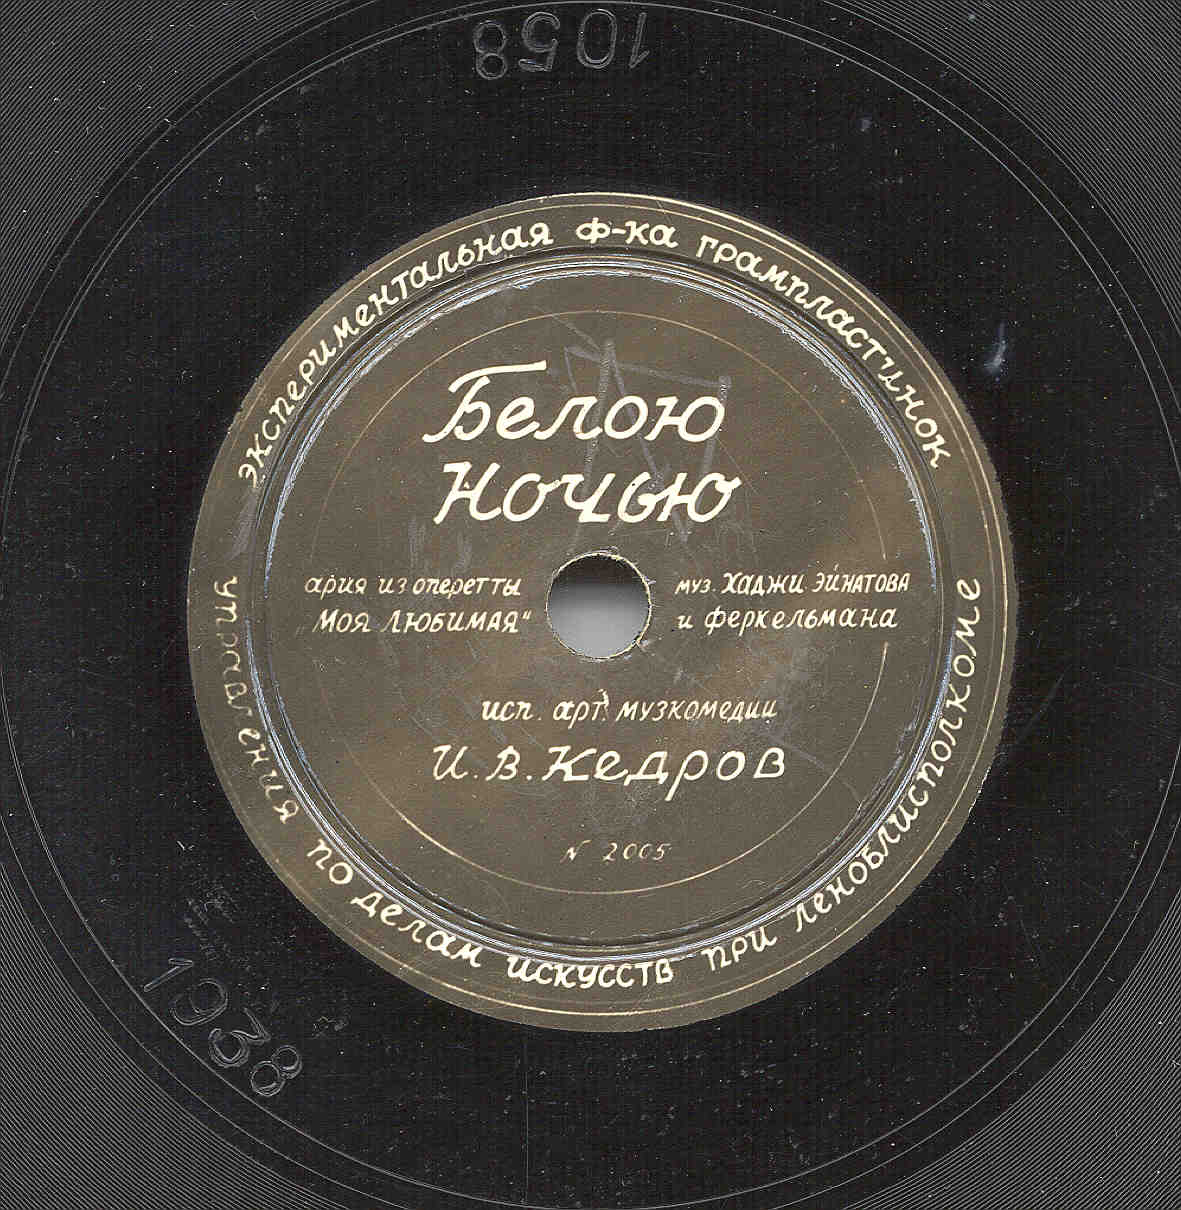 1058
экспериментальная ф-ка грампластинок
Белою
Ночью
ария из оперетты
„Моя Любимая“
муз. Хаджи Эйнатова
и Феркельмана
исп. арт. музкомедии
И.В.Кедров
N 2005
управления по делам искусств при леноблисполкоме
1938